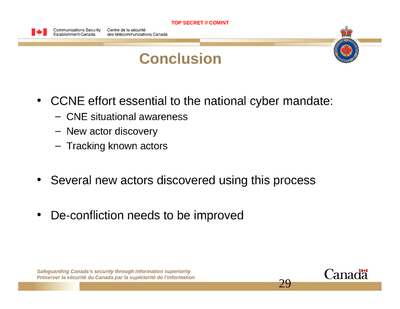 TOP SECRET // COMINT
Communications Security Centre de la sécurité
Establishment Canada des télécommunications Canada
Conclusion
• CCNE effort essential to the national cyber mandate:
– CNE situational awareness
– New actor discovery
– Tracking known actors
• Several new actors discovered using this process
• De-confliction needs to be improved
Safeguarding Canada's security through information superiority
Préserver la sécurité du Canada par la supériorité de l'information
Canada
29